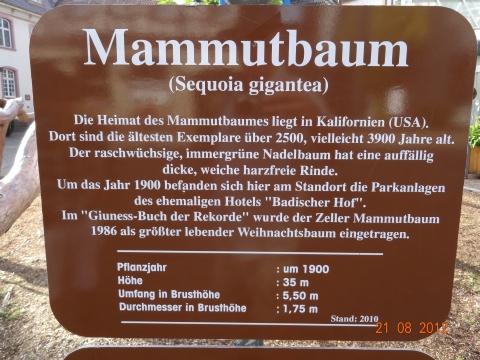 Mammutbaum
(Sequoia gigantea)
Die Heimat des Mammutbaumes liegt in Kalifornien (USA).
Dort sind die ältesten Exemplare über 2500, vielleicht 3900 Jahre alt.
Der raschwüchsige, immergrüne Nadelbaum hat eine auffällig
dicke, weiche harzfreie Rinde.
Um das Jahr 1900 befanden sich hier am Standort die Parkanlagen
des ehemaligen Hotels "Badischer Hof".
Im "Giuness-Buch der Rekorde" wurde der Zeller Mammutbaum
1986 als größter lebender Weihnachtsbaum eingetragen.
Pflanzjahr : um 1900
Höhe : 35 m
Umfang in Brusthöhe : 5,50 m
Durchmesser in Brusthöhe : 1,75 m
Stand: 2010
21 08 2012